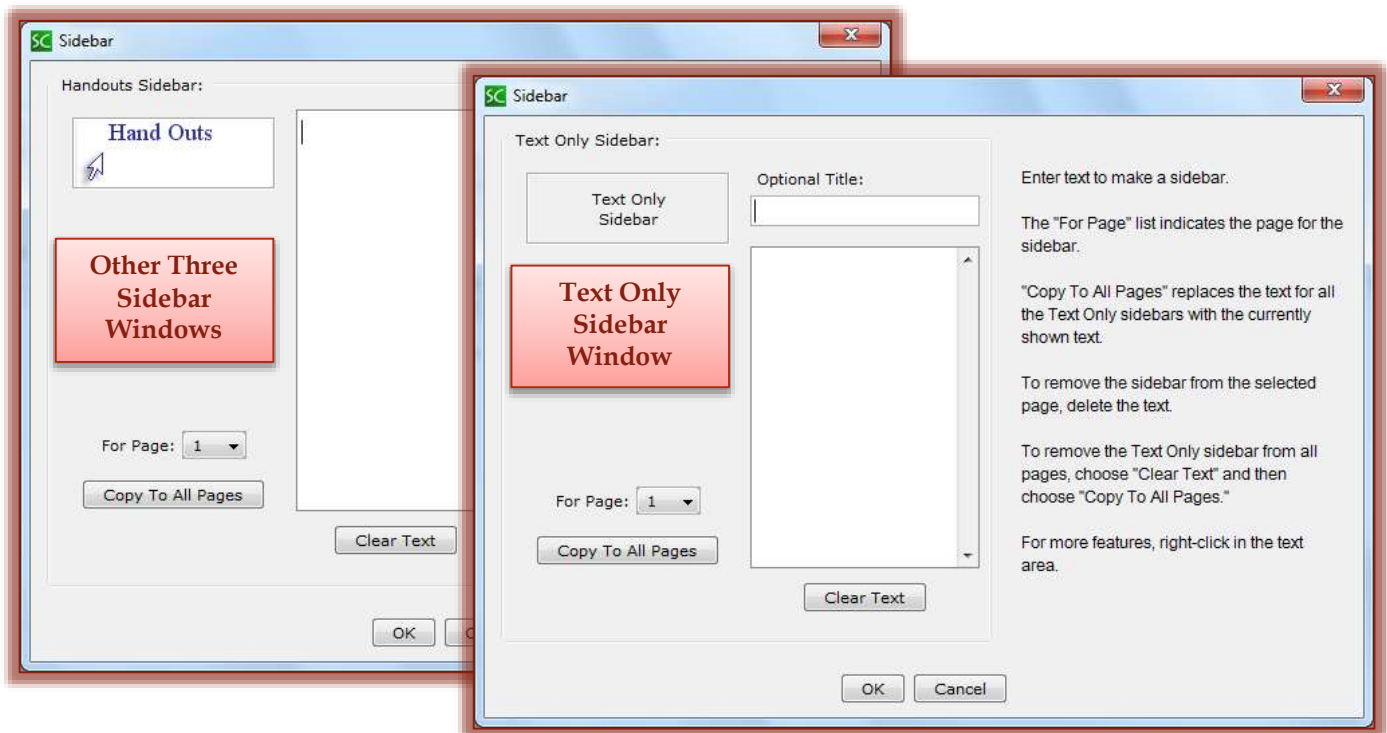 SC Sidebar
Handouts Sidebar:
Hand Outs
Other Three
Sidebar
Windows
For Page: 1
Copy To All Pages
Clear Text
OK
SC Sidebar
Text Only Sidebar:
Text Only
Sidebar
Optional Title:
Text Only
Sidebar
Window
For Page: 1
Copy To All Pages
Clear Text
Enter text to make a sidebar.
The "For Page" list indicates the page for the
sidebar.
"Copy To All Pages" replaces the text for all
the Text Only sidebars with the currently
shown text.
To remove the sidebar from the selected
page, delete the text.
To remove the Text Only sidebar from all
pages, choose "Clear Text" and then
choose "Copy To All Pages."
For more features, right-click in the text
area.
OK
Cancel